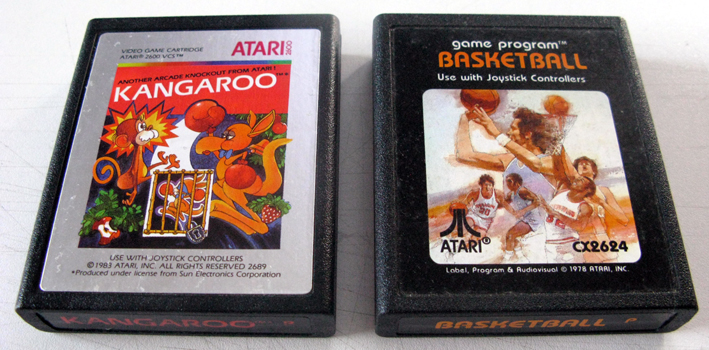 VIDEO GAME CARTRIDGE
ATARI® 2600 VCS™
ATARI 2600
ANOTHER ARCADE KNOCKOUT FROM ATARI!
KANGAROO™*
USE WITH JOYSTICK CONTROLLERS
©1983 ATARI, INC. ALL RIGHTS RESERVED 2689
*Produced under license from Sun Electronics Corporation
KANGAROO
game program™
BASKETBALL
Use with Joystick Controllers
ATARI®
CX2624
Label, Program & Audiovisual © 1978 ATARI, INC.
BASKETBALL P